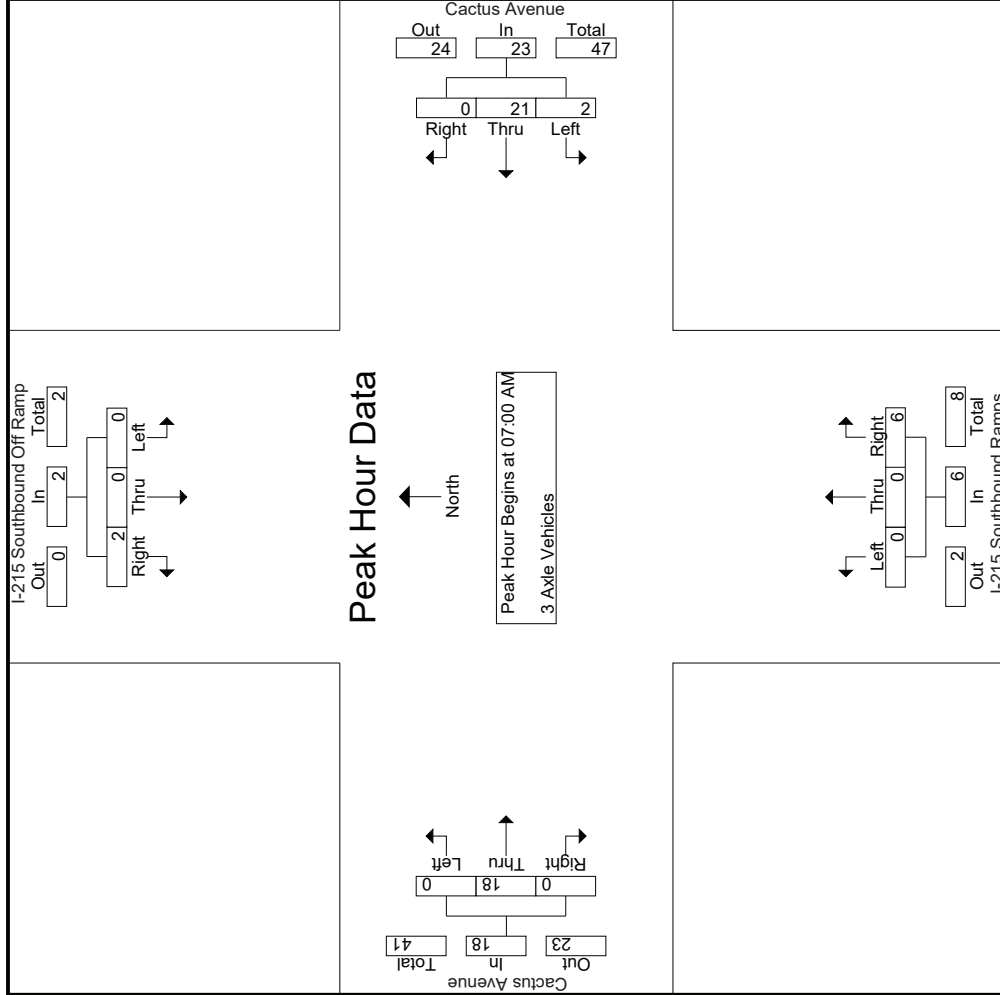 Cactus Avenue
Out In Total
24 23 47
0 21 2
Right Thru Left
I-215 Southbound Off Ramp
Out In Total
0 2 2
2 0 0
Right Thru Left
Peak Hour Data
North
Peak Hour Begins at 07:00 AM
3 Axle Vehicles
Left Thru Right
0 0 6
2 6 8
Out In Total
I-215 Southbound Ramps
Left Thru Right
0 18 0
41 18 23
Total In Out
Cactus Avenue